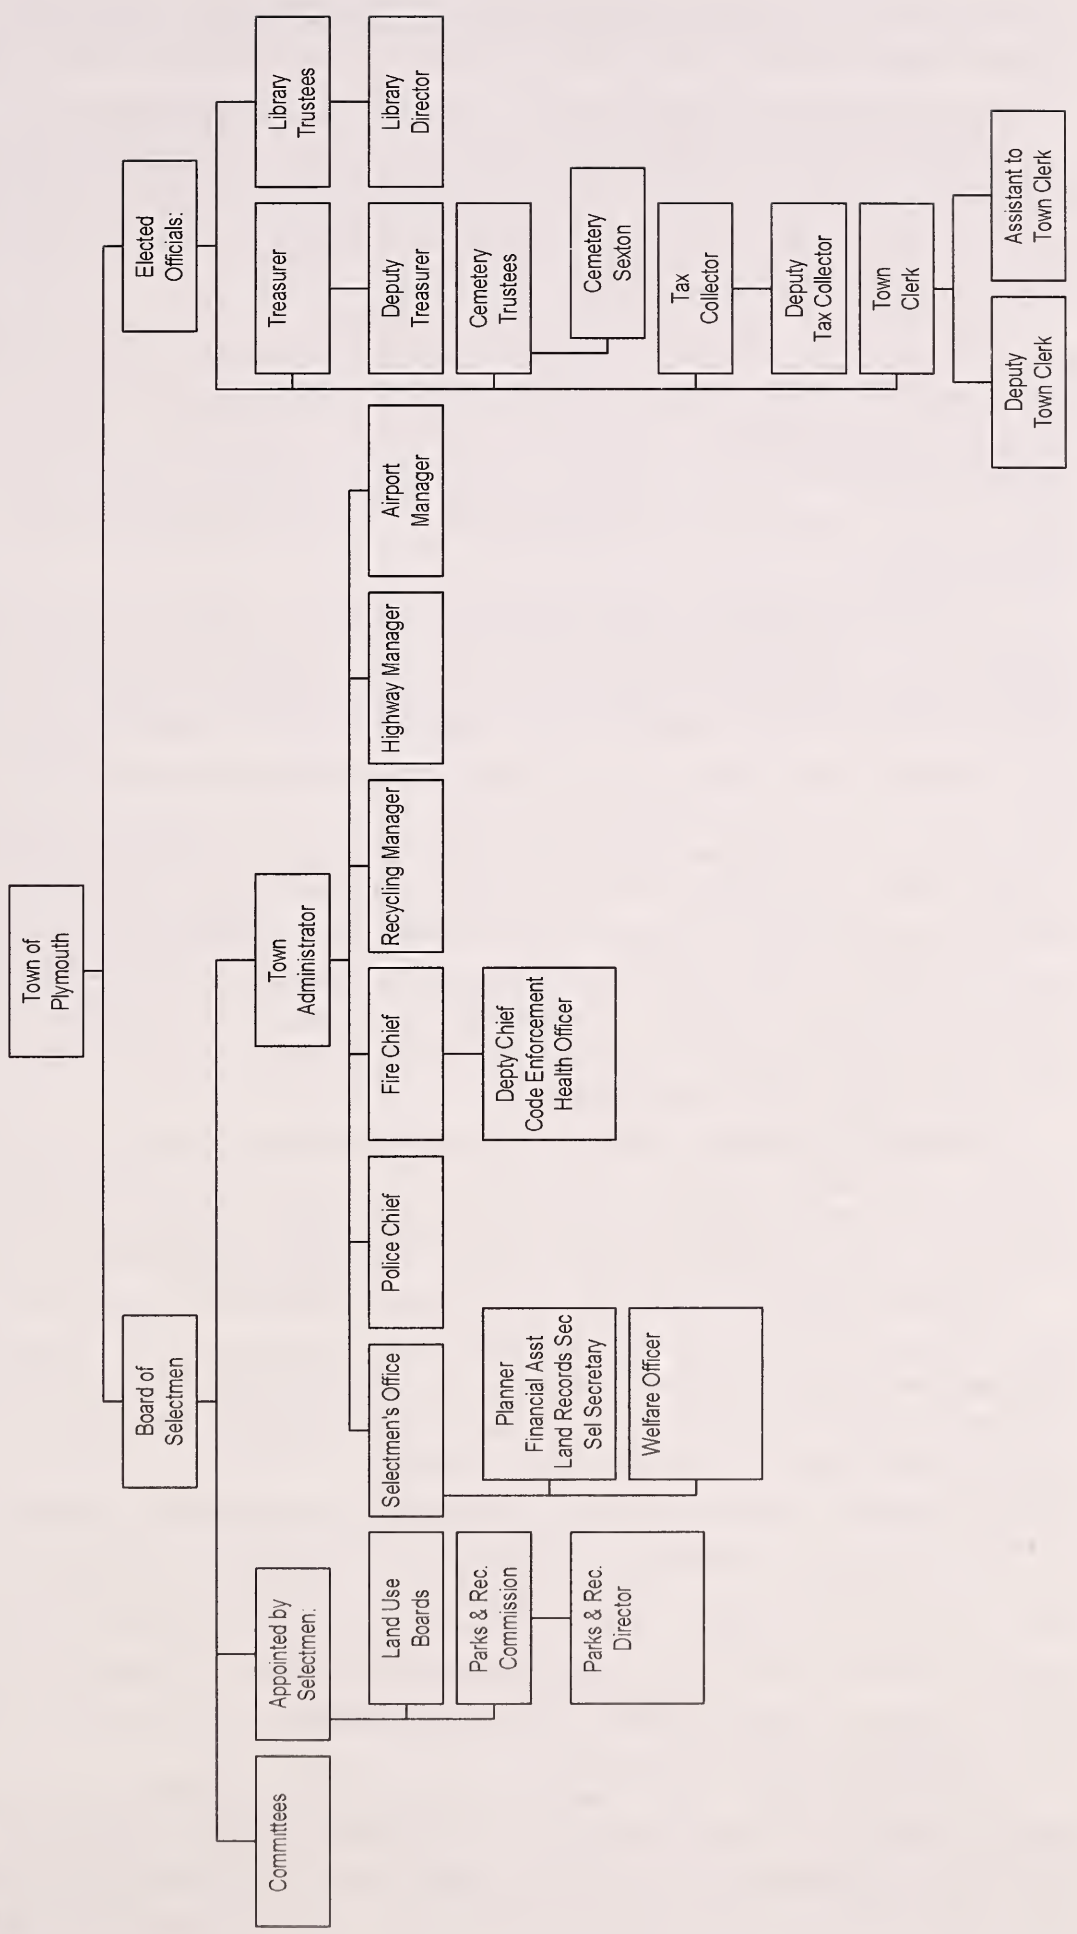 Town of
Plymouth
Board of
Selectmen
Elected
Officials:
Committees
Appointed by
Selectmen:
Town
Administrator
Treasurer
Library
Trustees
Land Use
Boards
Selectmen's Office
Police Chief
Fire Chief
Recycling Manager
Highway Manager
Airport
Manager
Deputy
Treasurer
Library
Director
Parks & Rec.
Commission
Cemetery
Trustees
Planner
Financial Asst
Land Records Sec
Sel Secretary
Depty Chief
Code Enforcement
Health Officer
Parks & Rec.
Director
Cemetery
Sexton
Welfare Officer
Tax
Collector
Deputy
Tax Collector
Town
Clerk
Deputy
Town Clerk
Assistant to
Town Clerk